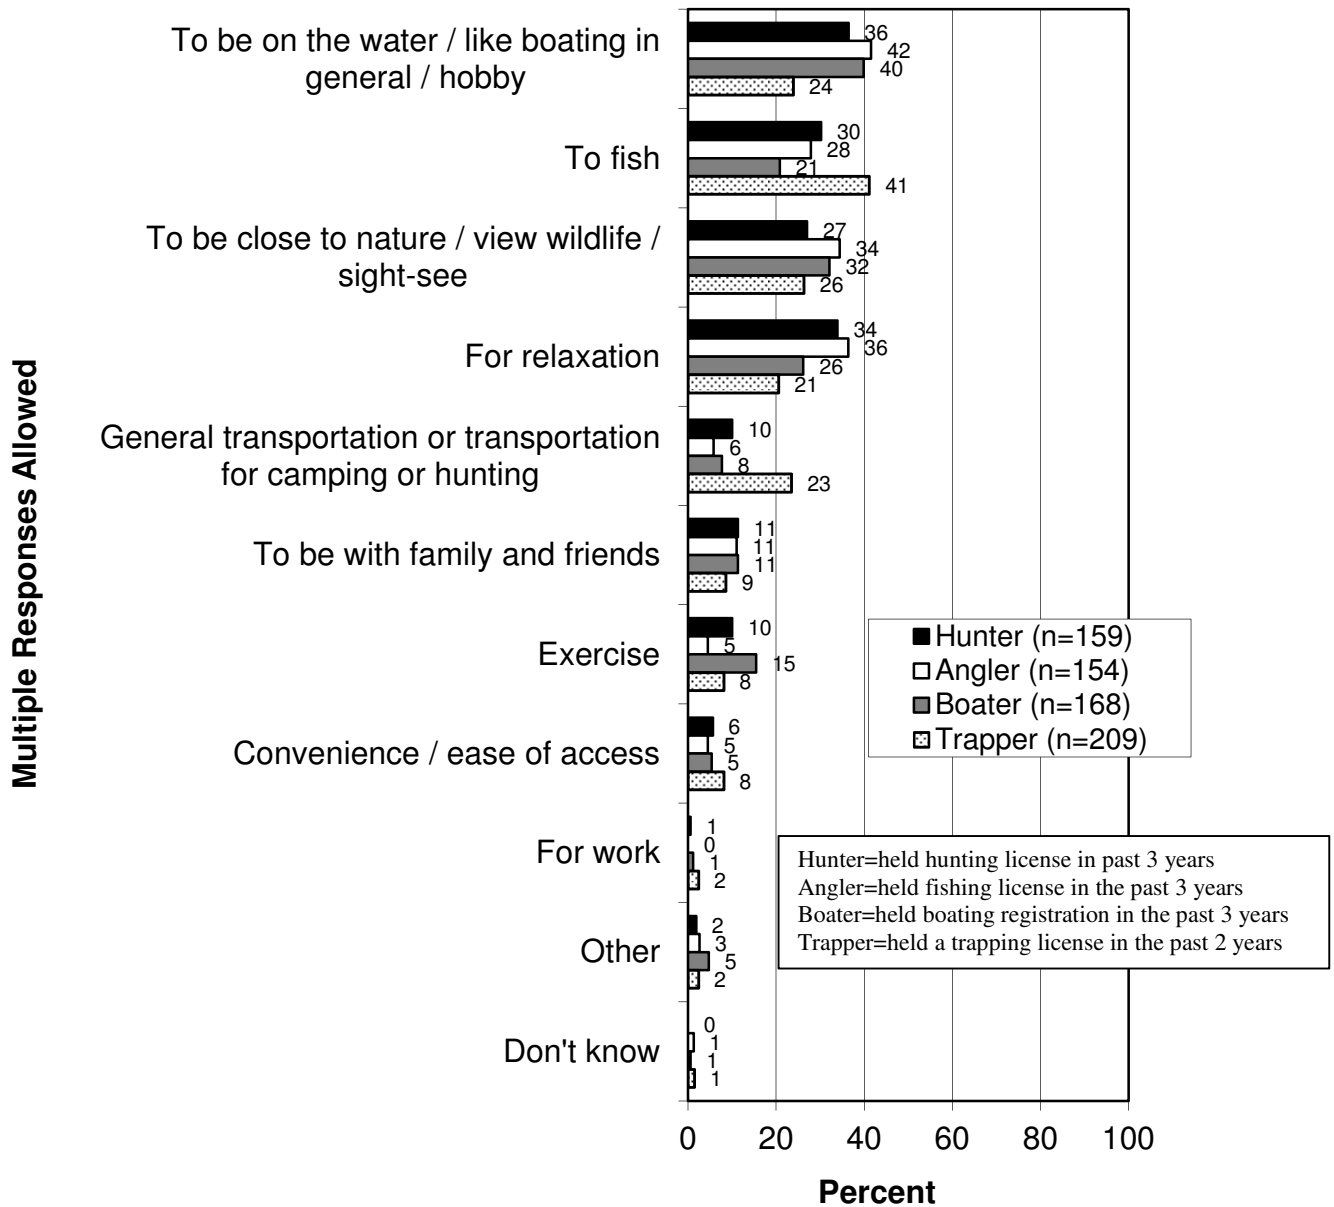 Multiple Responses Allowed
To be on the water / like boating in
general / hobby
36
42
40
24
To fish
30
28
21
41
To be close to nature / view wildlife /
sight-see
27
34
32
26
For relaxation
34
36
26
21
General transportation or transportation
for camping or hunting
10
6
8
23
To be with family and friends
11
11
11
9
Exercise
10
5
15
8
Convenience / ease of access
6
5
5
8
For work
1
0
1
2
Other
2
3
5
2
Don't know
0
1
1
1
Hunter (n=159)
Angler (n=154)
Boater (n=168)
Trapper (n=209)
Hunter=held hunting license in past 3 years
Angler=held fishing license in the past 3 years
Boater=held boating registration in the past 3 years
Trapper=held a trapping license in the past 2 years
0 20 40 60 80 100
Percent